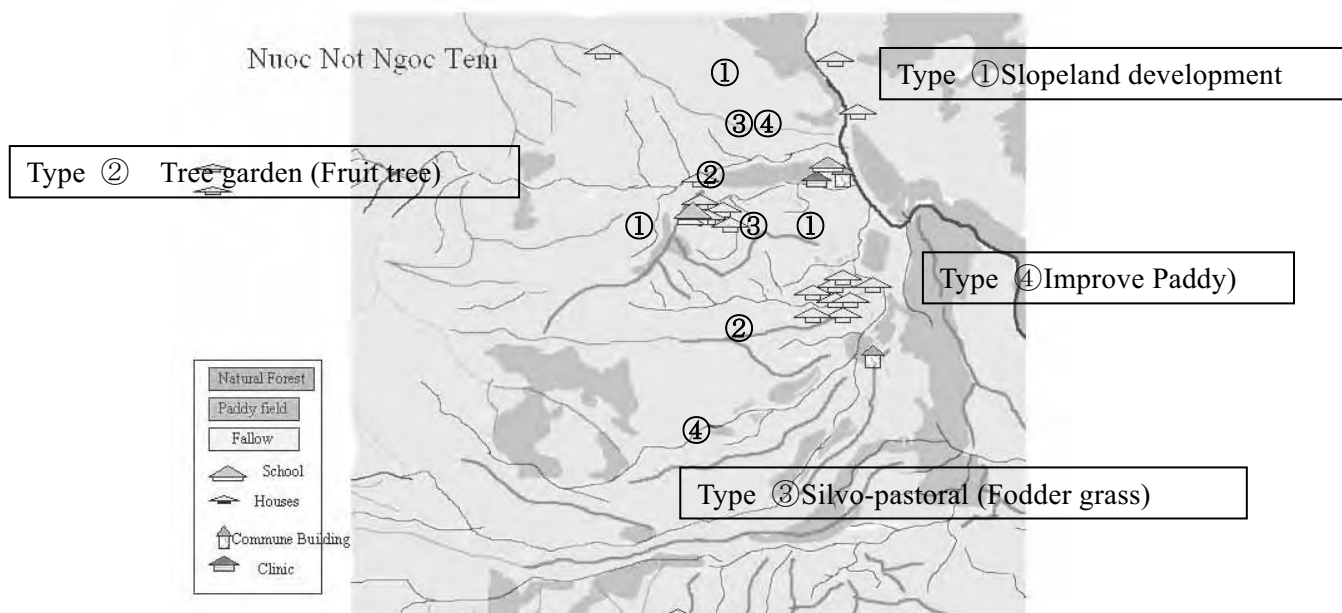 Nuoc Not Ngoc Tem
Type ①Slopeland development
①
③④
Type ② Tree garden (Fruit tree)
②
① ③ ①
Type ④Improve Paddy)
②
④
Type ③Silvo-pastoral (Fodder grass)
Natural Forest
Paddy field
Fallow
School
Houses
Commune Building
Clinic